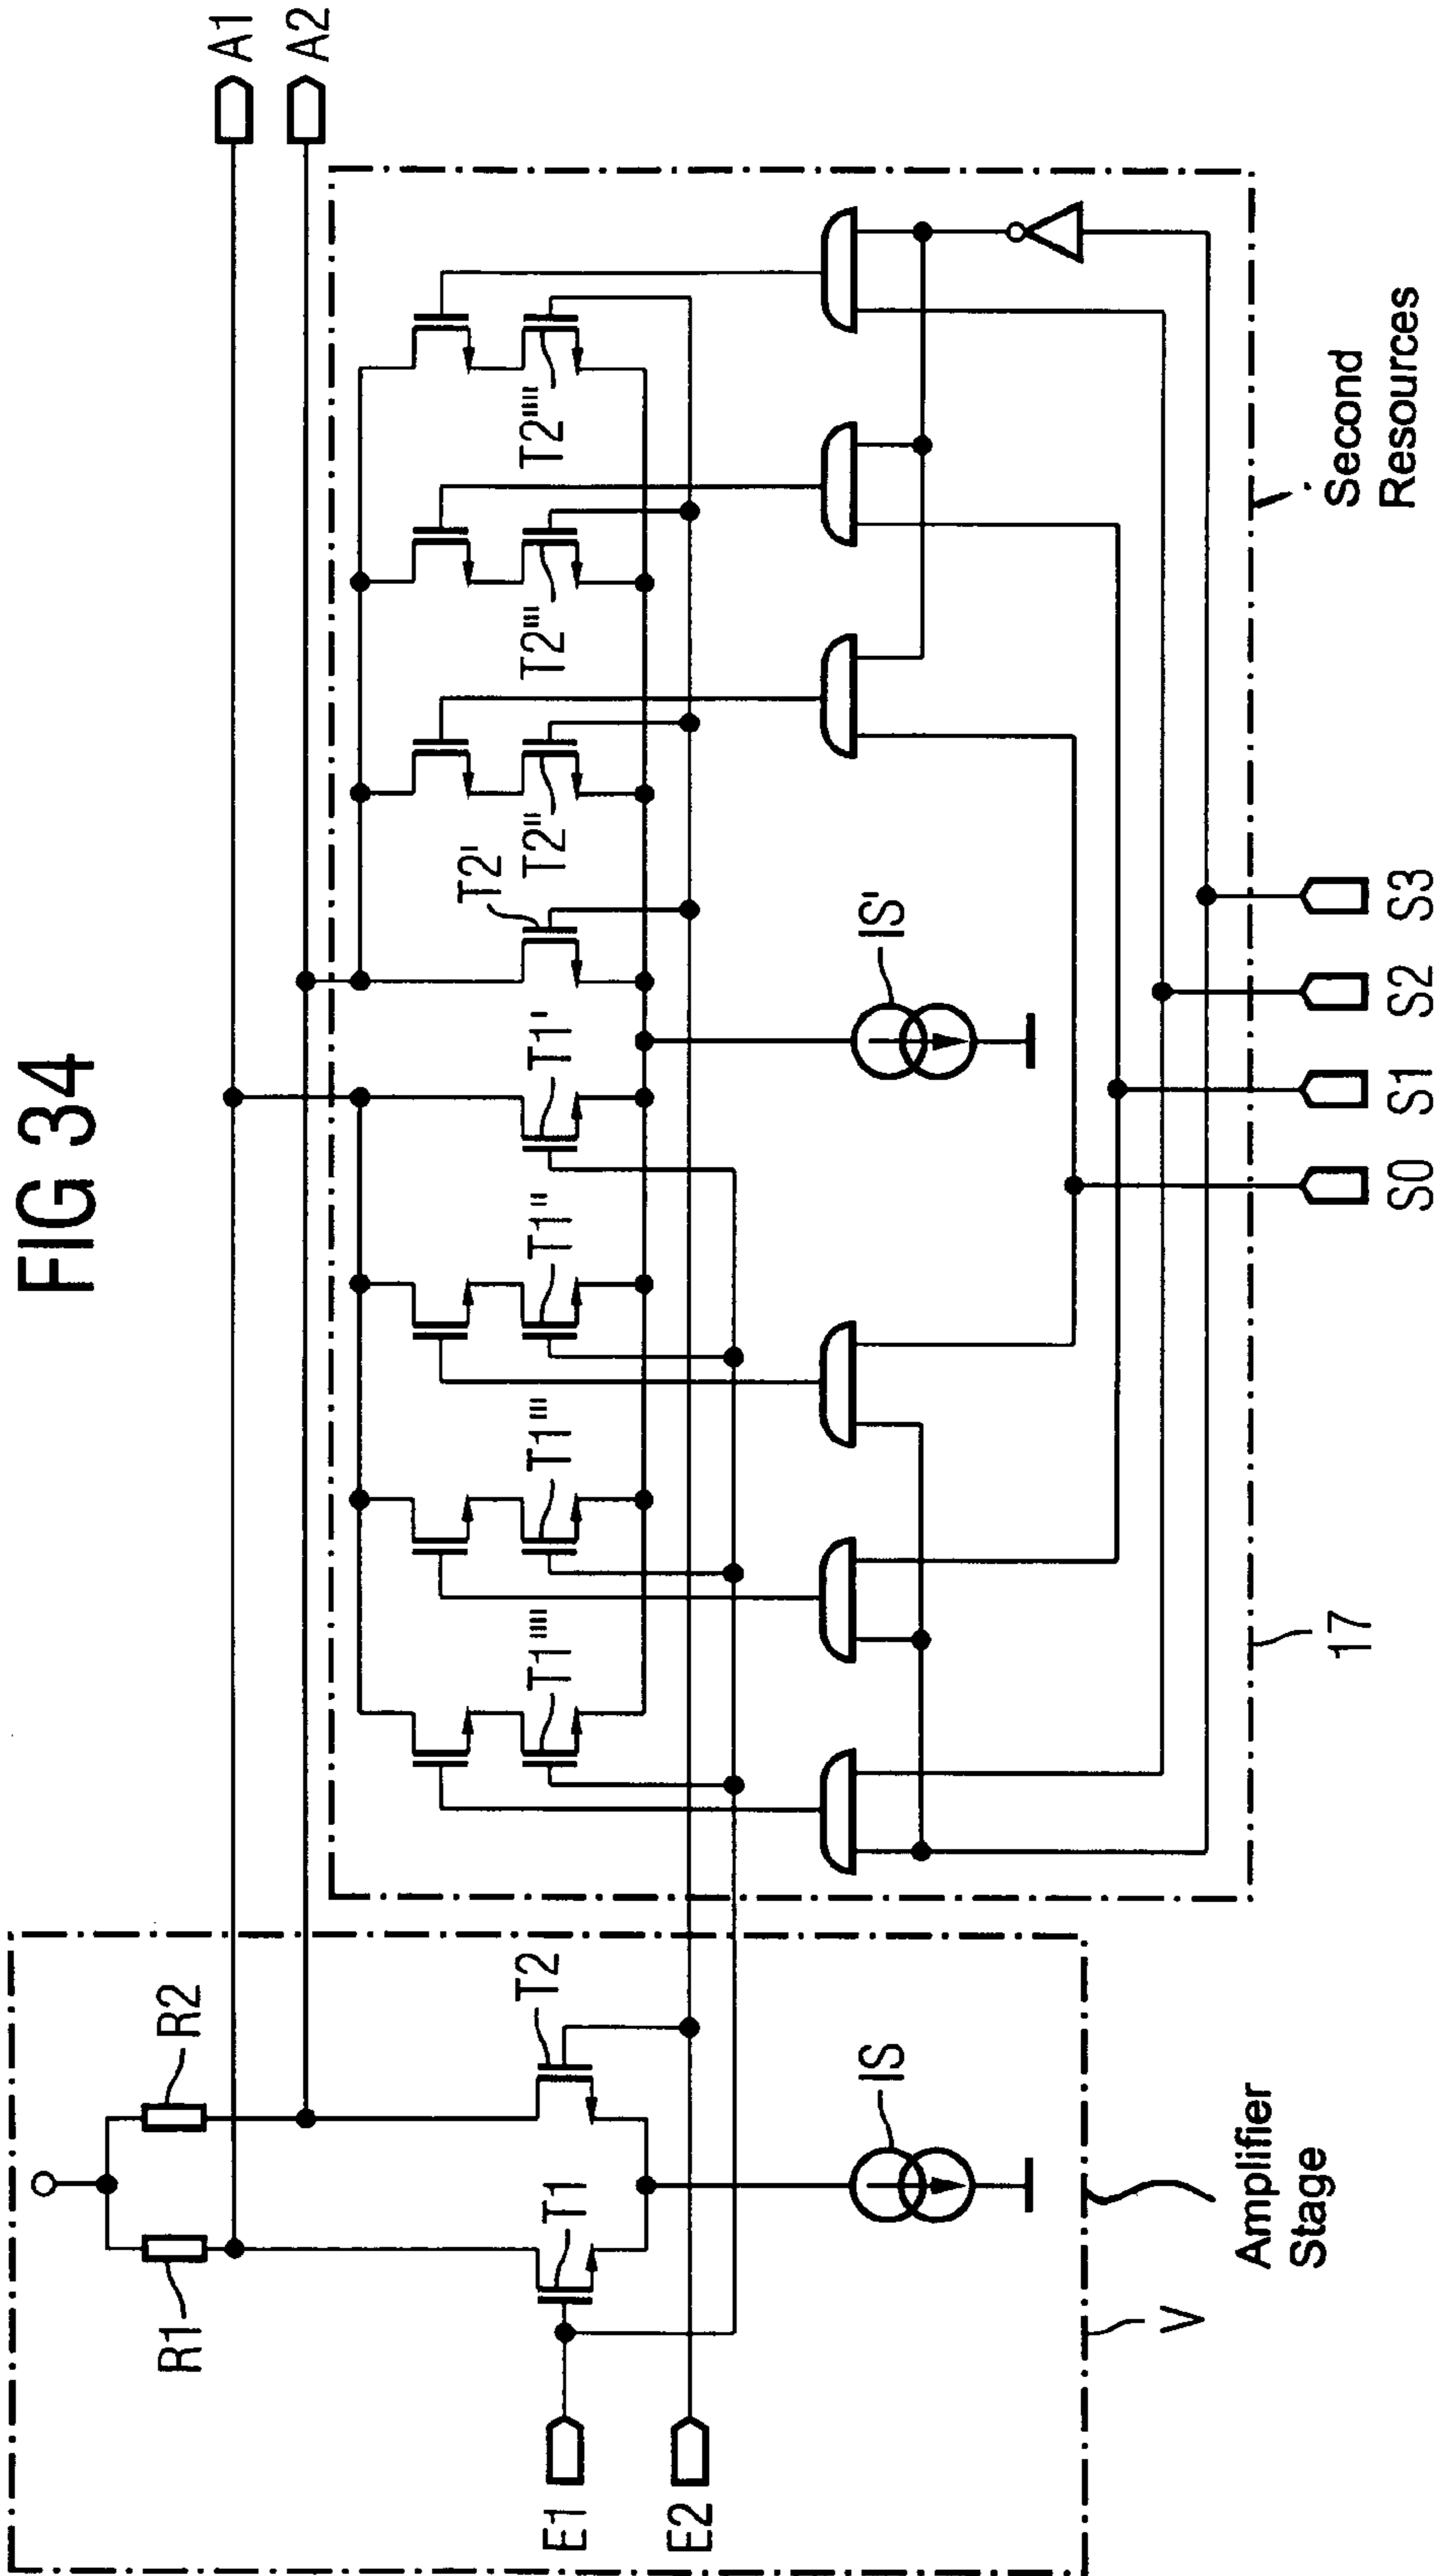 FIG 34
A1
A2
R1
R2
T1
T2
E1
E2
IS
V
Amplifier
Stage
T1''''
T1'''
T1''
T1'
T2'
T2''
T2'''
T2''''
IS'
S0
S1
S2
S3
17
Second
Resources